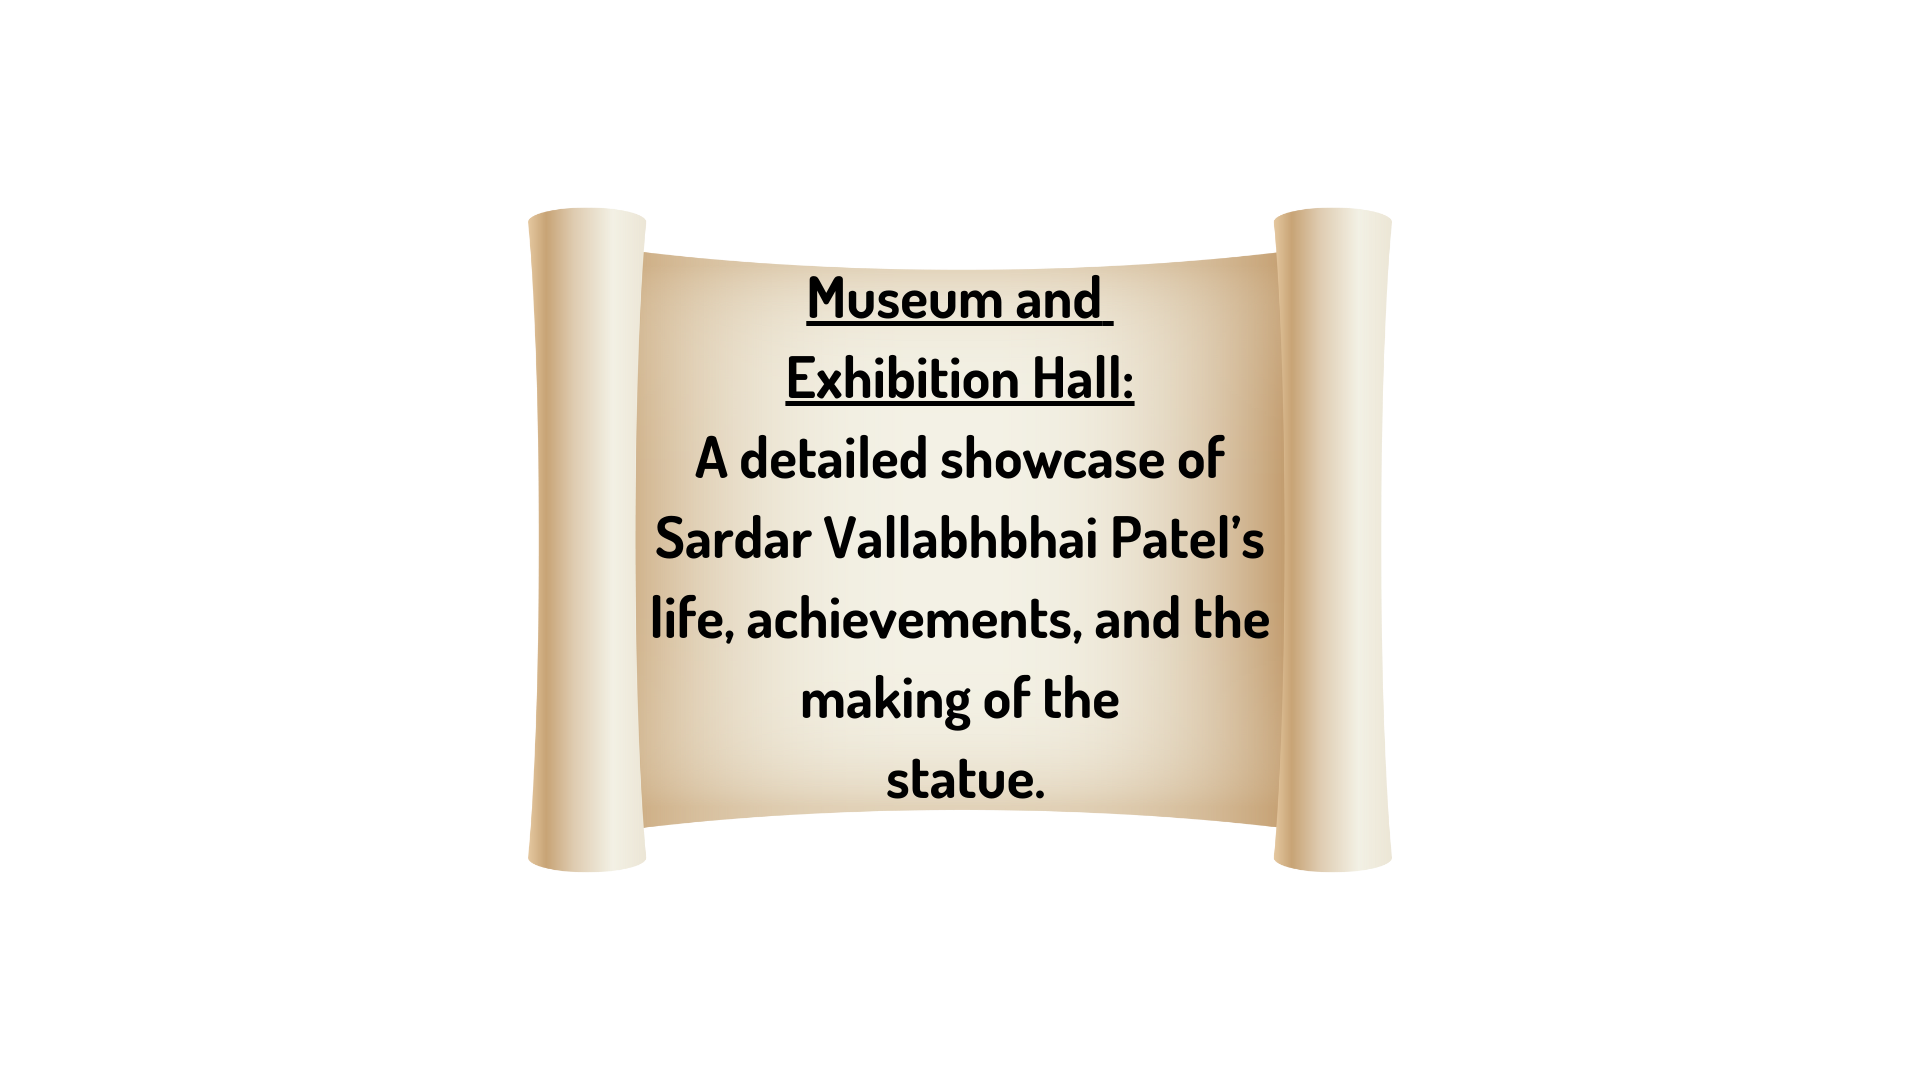 Museum and
Exhibition Hall:
A detailed showcase of
Sardar Vallabhbhai Patel’s
life, achievements, and the
making of the
statue.